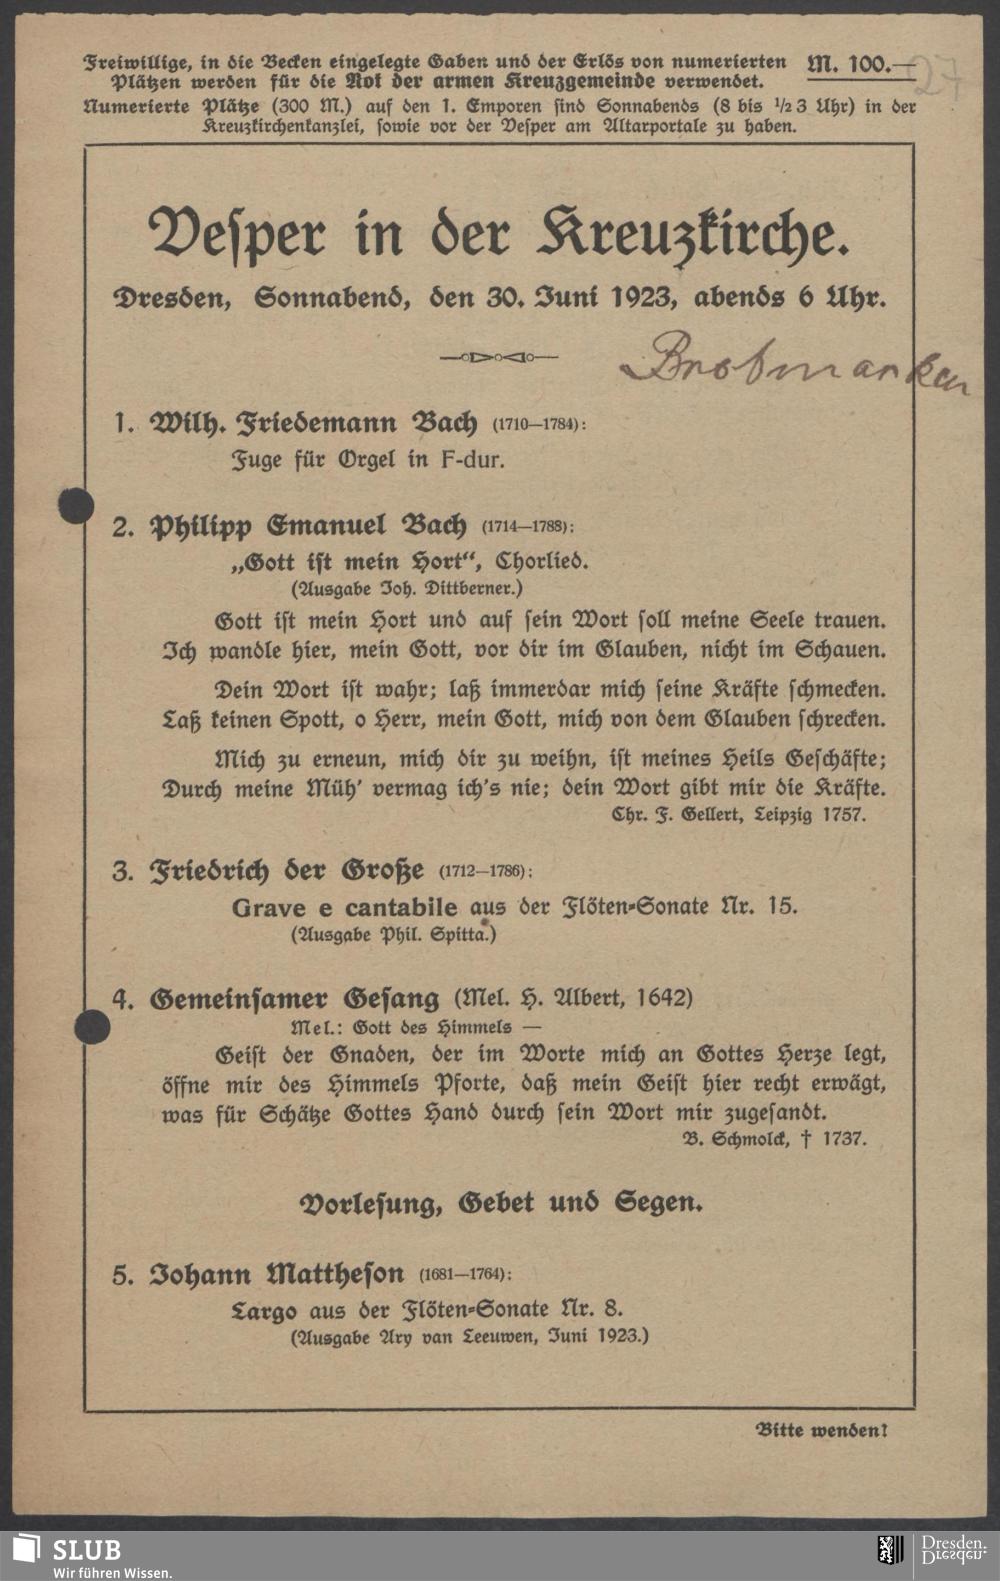 Freiwillige, in die Becken eingelegte Gaben und der Erlös von numerierten M. 100.— 27
Plätzen werden für die Not der armen Kreuzgemeinde verwendet.
Numerierte Plätze (300 M.) auf den 1. Emporen sind Sonnabends (8 bis ½3 Uhr) in der
Kreuzkirchenkanzlei, sowie vor der Vesper am Altarportale zu haben.
Vesper in der Kreuzkirche.
Dresden, Sonnabend, den 30. Juni 1923, abends 6 Uhr.
Brotmarken
1. Wilh. Friedemann Bach (1710—1784):
Fuge für Orgel in F-dur.
2. Philipp Emanuel Bach (1714—1788):
„Gott ist mein Hort“, Chorlied.
(Ausgabe Joh. Dittberner.)
Gott ist mein Hort und auf sein Wort soll meine Seele trauen.
Ich wandle hier, mein Gott, vor dir im Glauben, nicht im Schauen.
Dein Wort ist wahr; laß immerdar mich seine Kräfte schmecken.
Laß keinen Spott, o Herr, mein Gott, mich von dem Glauben schrecken.
Mich zu erneun, mich dir zu weihn, ist meines Heils Geschäfte;
Durch meine Müh' vermag ich's nie; dein Wort gibt mir die Kräfte.
Chr. F. Gellert, Leipzig 1757.
3. Friedrich der Große (1712—1786):
Grave e cantabile aus der Flöten-Sonate Nr. 15.
(Ausgabe Phil. Spitta.)
4. Gemeinsamer Gesang (Mel. H. Albert, 1642)
Mel.: Gott des Himmels —
Geist der Gnaden, der im Worte mich an Gottes Herze legt,
öffne mir des Himmels Pforte, daß mein Geist hier recht erwägt,
was für Schätze Gottes Hand durch sein Wort mir zugesandt.
B. Schmolck, † 1737.
Vorlesung, Gebet und Segen.
5. Johann Mattheson (1681—1764):
Largo aus der Flöten-Sonate Nr. 8.
(Ausgabe Ary van Leeuwen, Juni 1923.)
Bitte wenden!
SLUB
Wir führen Wissen.
Dresden.
Dresden.